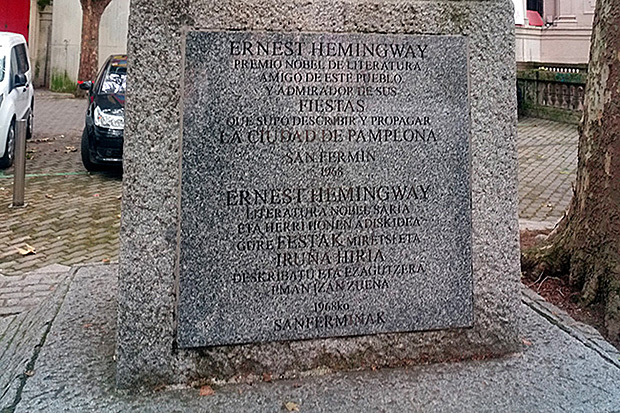 ERNEST HEMINGWAY
PREMIO NOBEL DE LITERATURA
AMIGO DE ESTE PUEBLO
Y ADMIRADOR DE SUS
FIESTAS
QUE SUPO DESCRIBIR Y PROPAGAR
LA CIUDAD DE PAMPLONA
SAN FERMIN
1968
ERNEST HEMINGWAY
LITERATURA NOBEL SARIA
ETA HERRI HONEN ADISKIDEA
GURE FESTAK MIRETSI ETA
IRUÑA HIRIA
DESKRIBATU ETA EZAGUTZERA
EMAN IZAN ZUENA
1968ko
SANFERMINAK